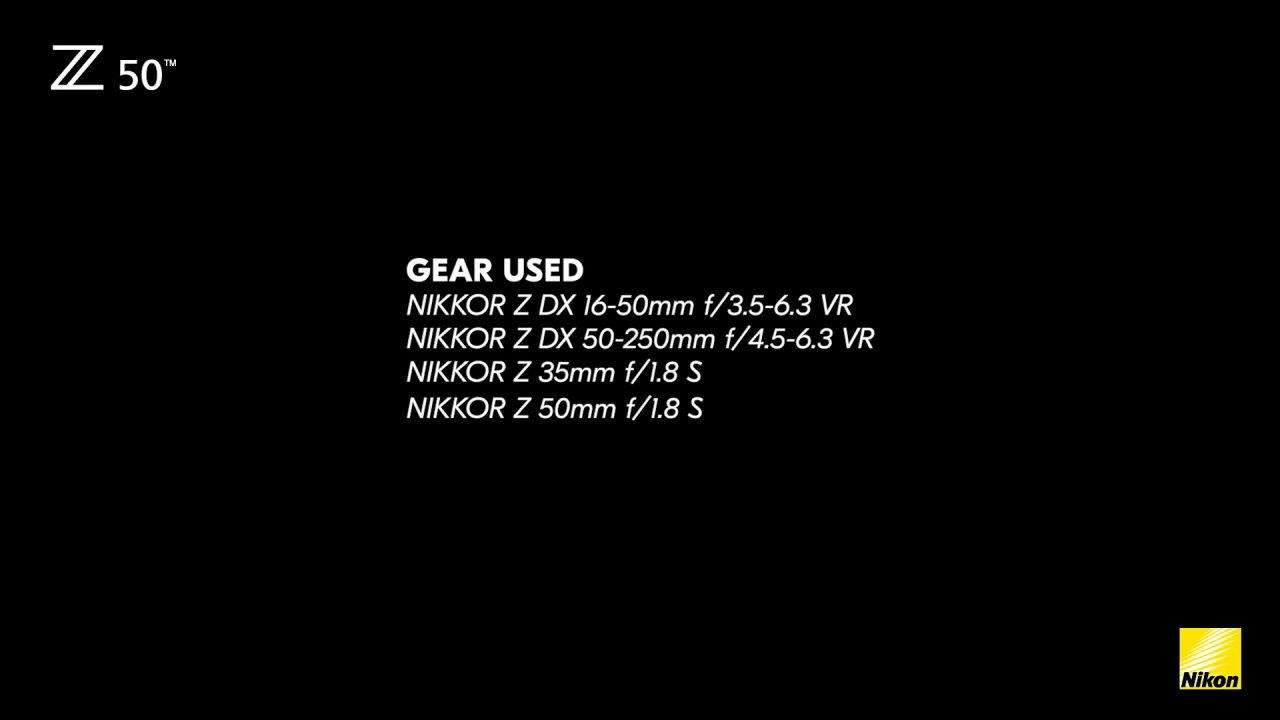 Z 50™
GEAR USED
NIKKOR Z DX 16-50mm f/3.5-6.3 VR
NIKKOR Z DX 50-250mm f/4.5-6.3 VR
NIKKOR Z 35mm f/1.8 S
NIKKOR Z 50mm f/1.8 S
Nikon